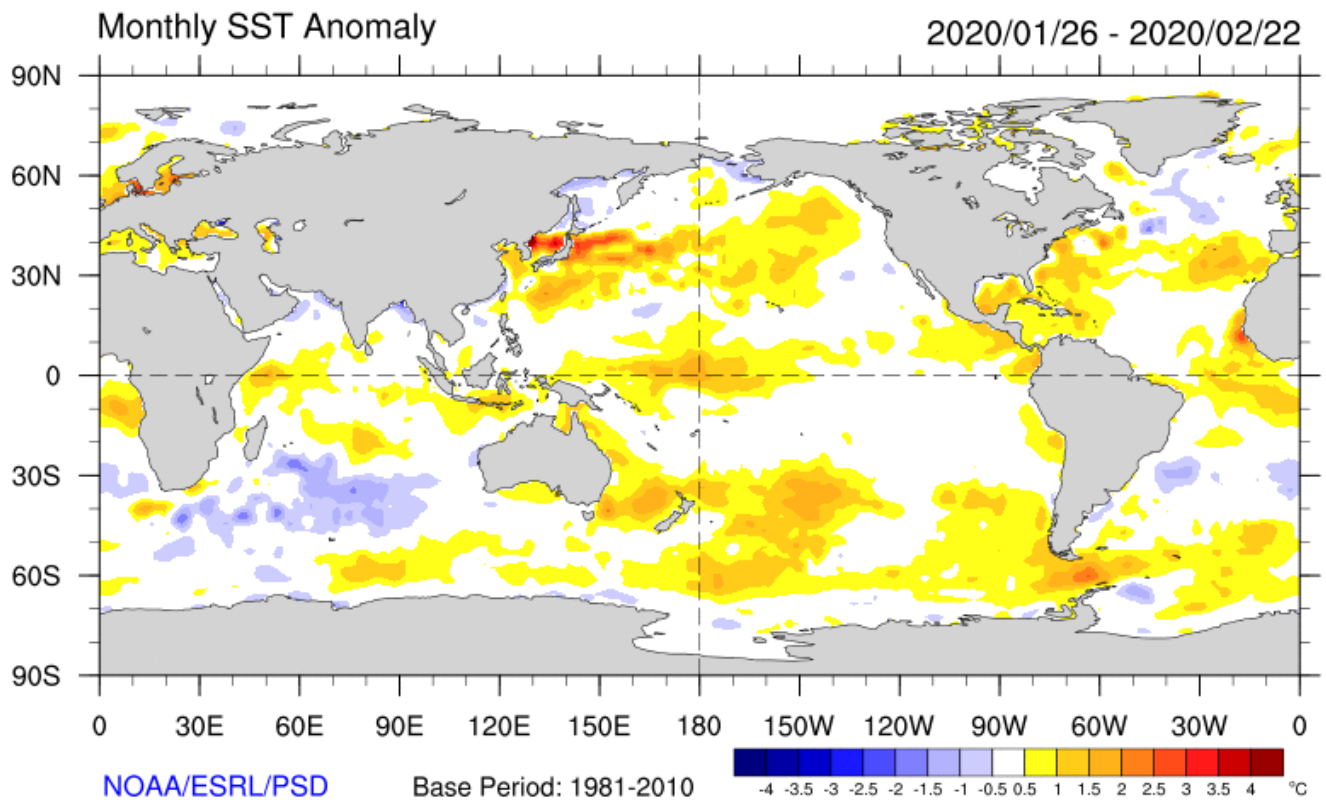 Monthly SST Anomaly 2020/01/26 - 2020/02/22
90N
60N
30N
0
30S
60S
90S
0 30E 60E 90E 120E 150E 180 150W 120W 90W 60W 30W 0
NOAA/ESRL/PSD Base Period: 1981-2010
-4 -3.5 -3 -2.5 -2 -1.5 -1 -0.5 0.5 1 1.5 2 2.5 3 3.5 4 °C